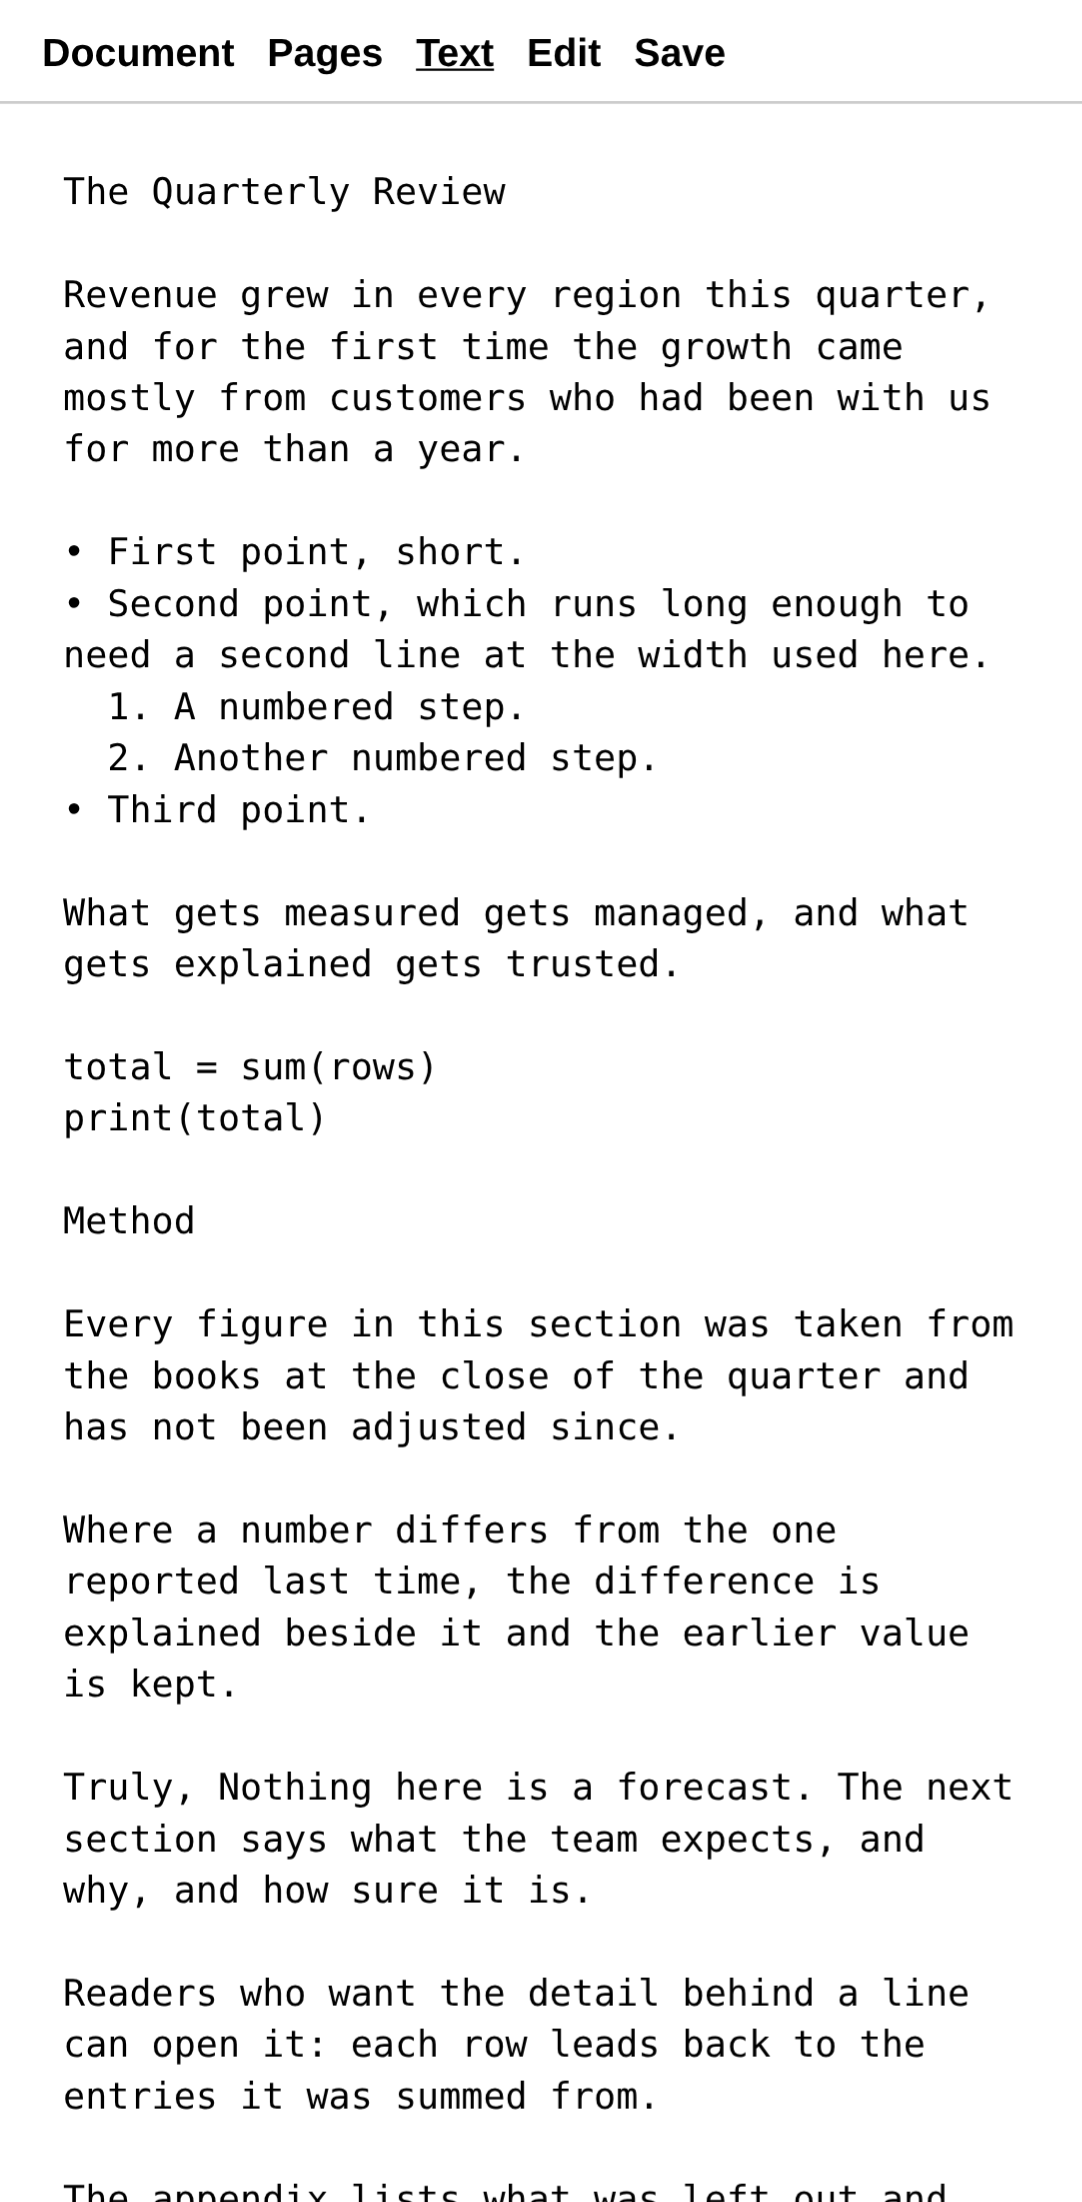 Document Pages Text Edit Save
The Quarterly Review
Revenue grew in every region this quarter,
and for the first time the growth came
mostly from customers who had been with us
for more than a year.
• First point, short.
• Second point, which runs long enough to
need a second line at the width used here.
1. A numbered step.
2. Another numbered step.
• Third point.
What gets measured gets managed, and what
gets explained gets trusted.
total = sum(rows)
print(total)
Method
Every figure in this section was taken from
the books at the close of the quarter and
has not been adjusted since.
Where a number differs from the one
reported last time, the difference is
explained beside it and the earlier value
is kept.
Truly, Nothing here is a forecast. The next
section says what the team expects, and
why, and how sure it is.
Readers who want the detail behind a line
can open it: each row leads back to the
entries it was summed from.
The appendix lists what was left out and